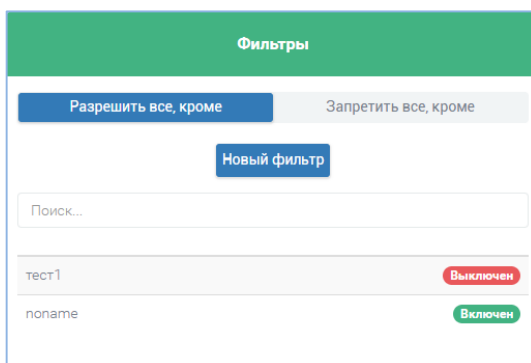 Фильтры
Разрешить все, кроме Запретить все, кроме
Новый фильтр
Поиск...
тест1 Выключен
noname Включен